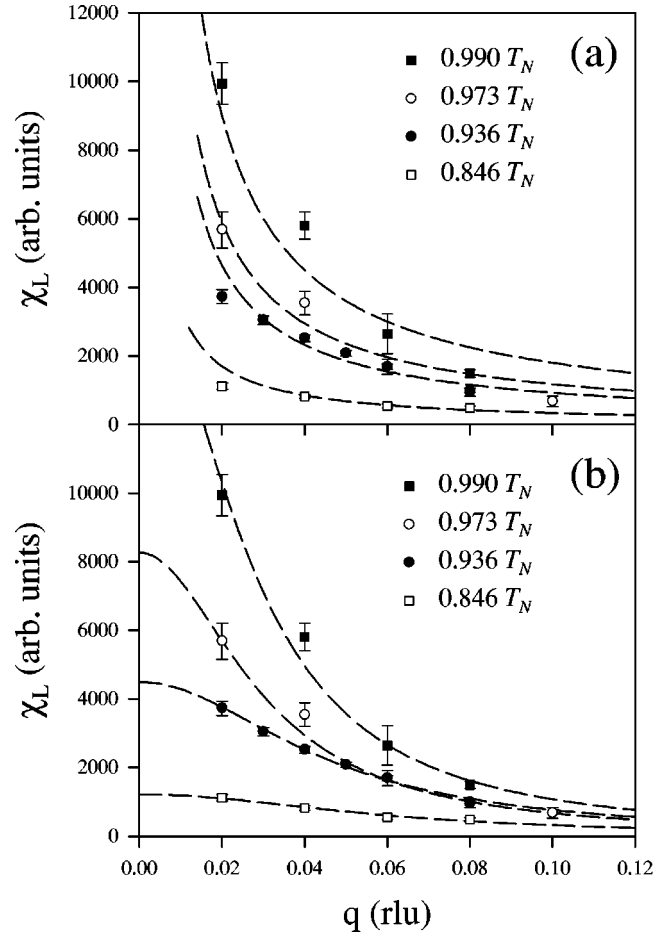 12000
10000
8000
6000
4000
2000
0
χL (arb. units)
(a)
0.990 TN
0.973 TN
0.936 TN
0.846 TN
10000
8000
6000
4000
2000
0
χL (arb. units)
(b)
0.990 TN
0.973 TN
0.936 TN
0.846 TN
0.00 0.02 0.04 0.06 0.08 0.10 0.12
q (rlu)